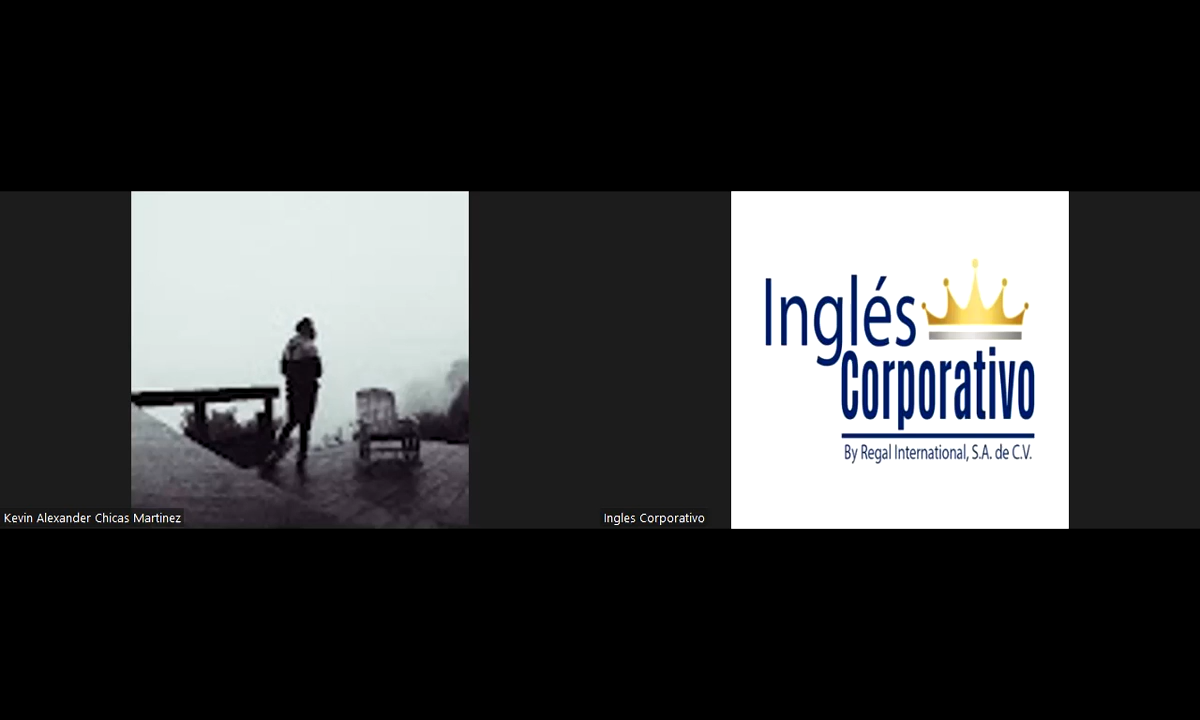 Inglés
Corporativo
By Regal International, S.A. de C.V.
Kevin Alexander Chicas Martinez
Ingles Corporativo